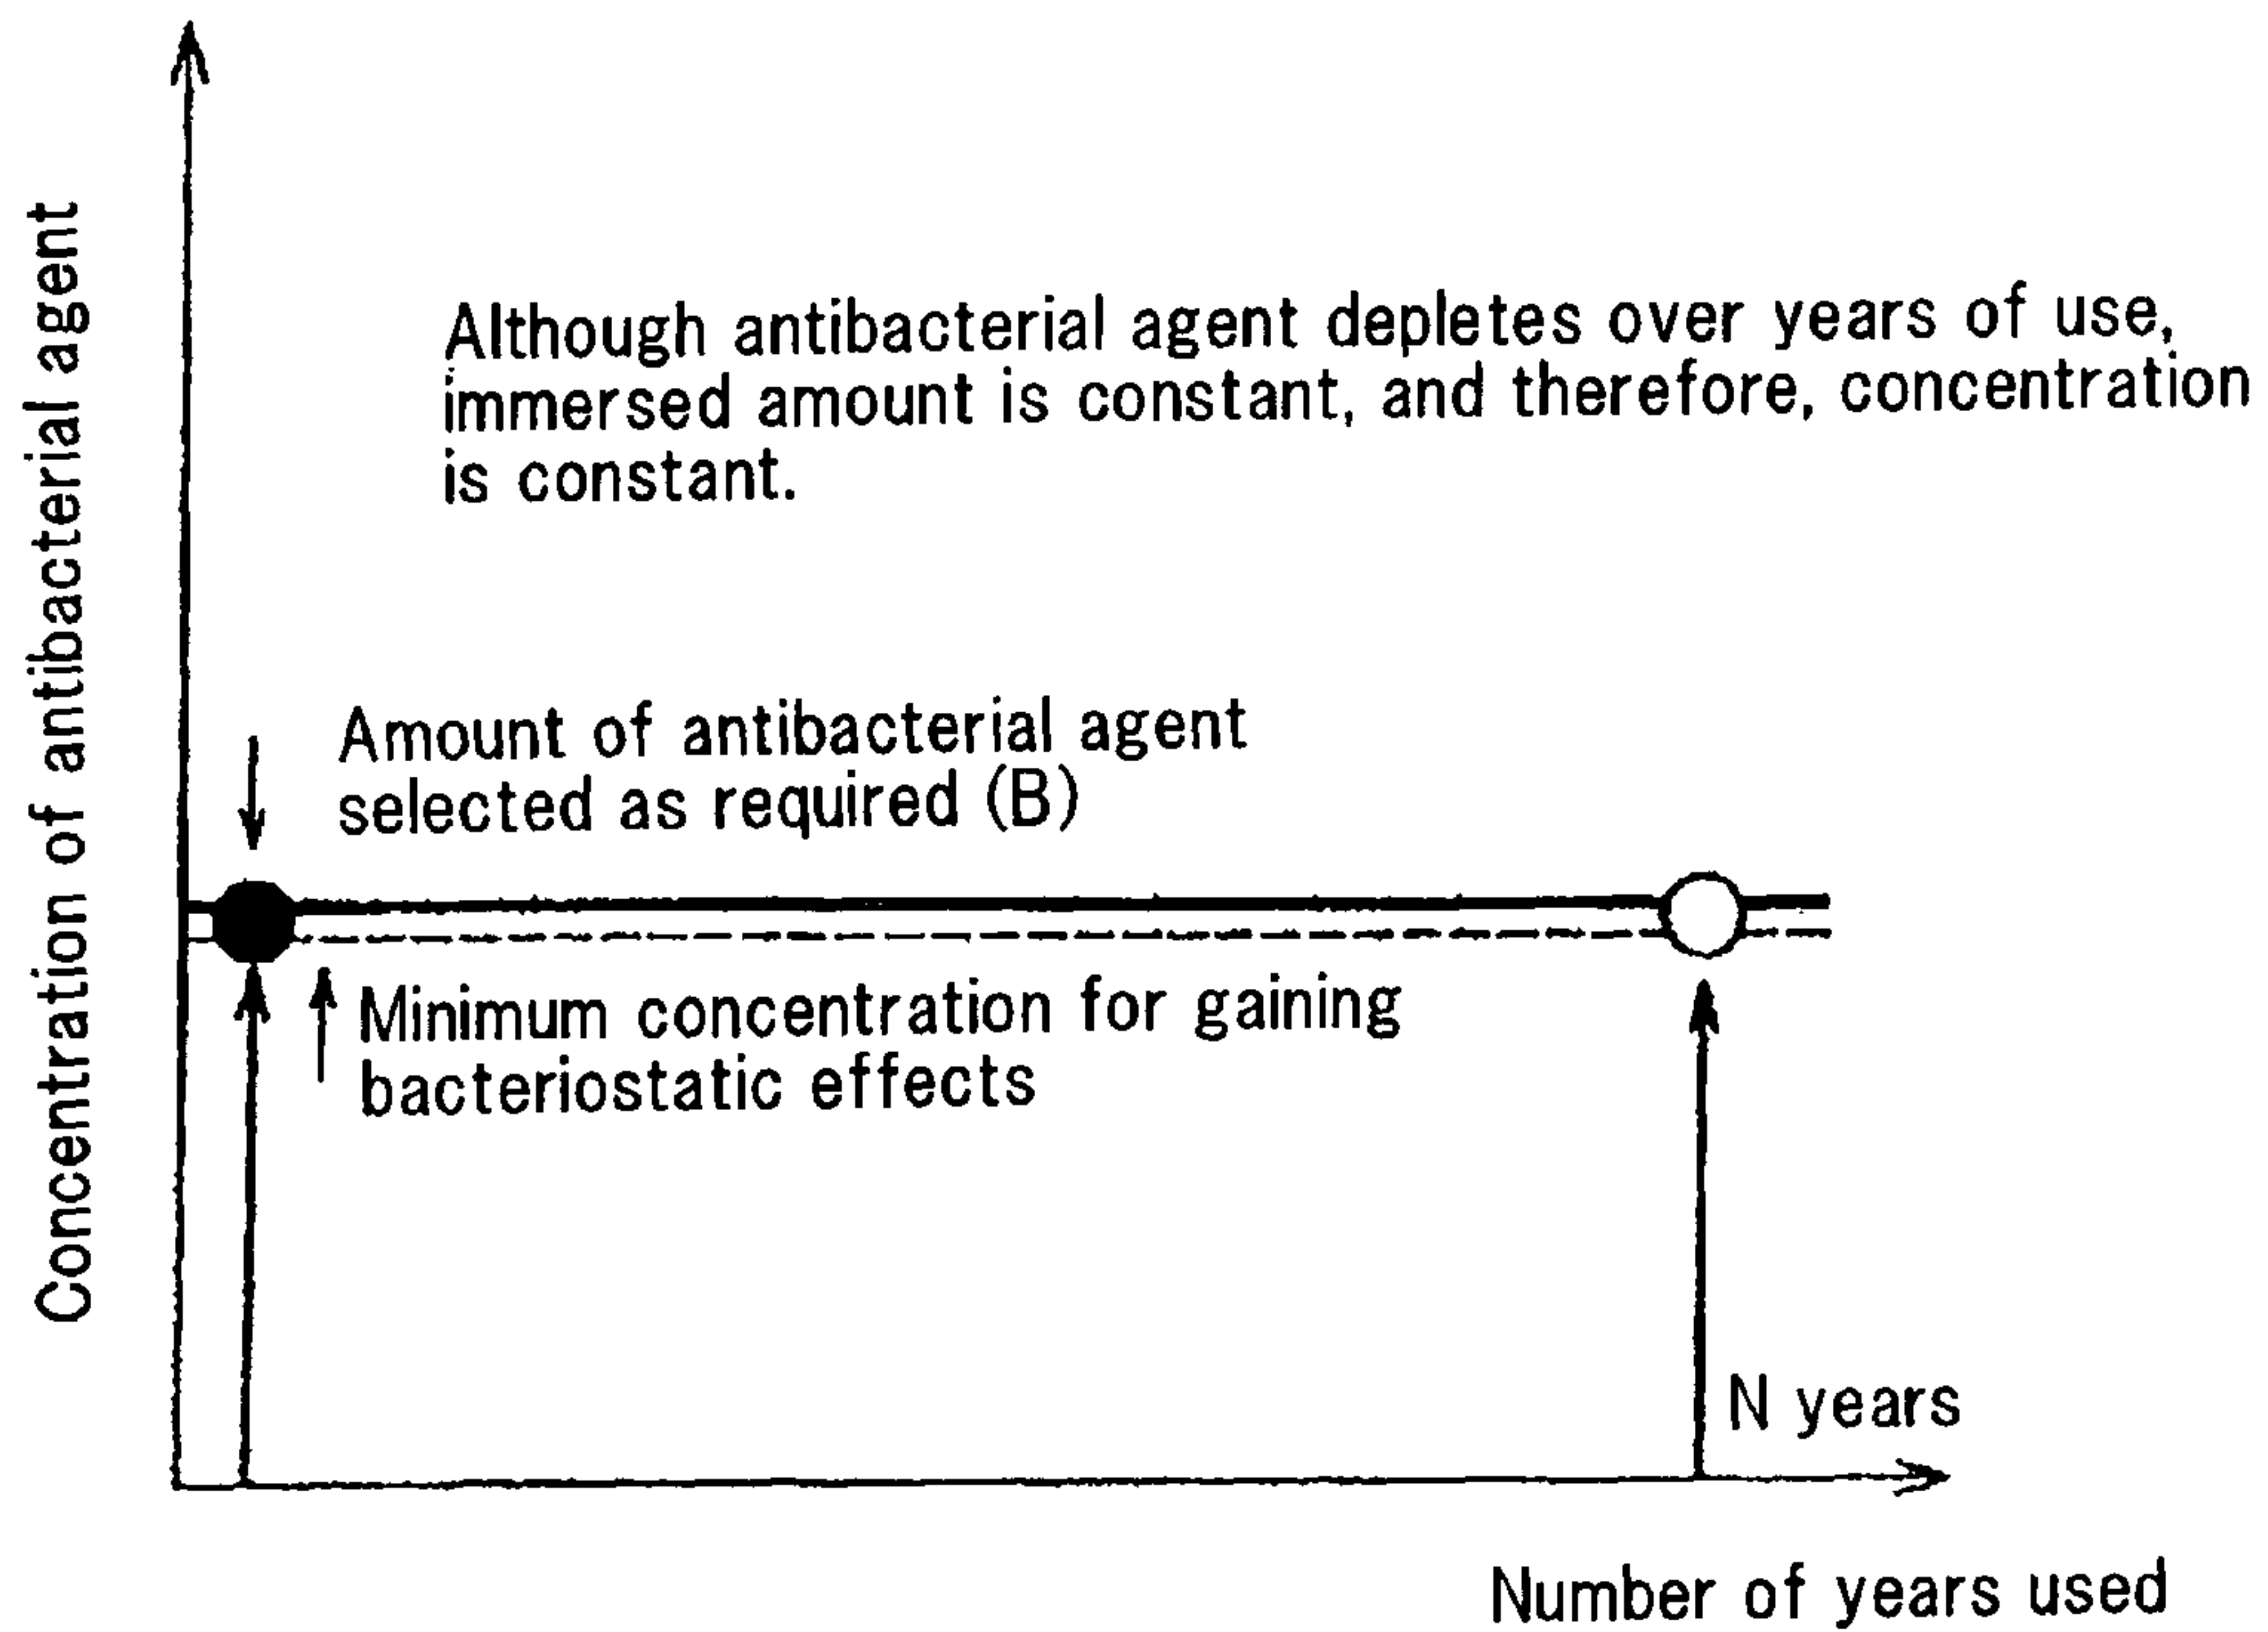 Concentration of antibacterial agent
Although antibacterial agent depletes over years of use,
immersed amount is constant, and therefore, concentration
is constant.
Amount of antibacterial agent
selected as required (B)
Minimum concentration for gaining
bacteriostatic effects
N years
Number of years used